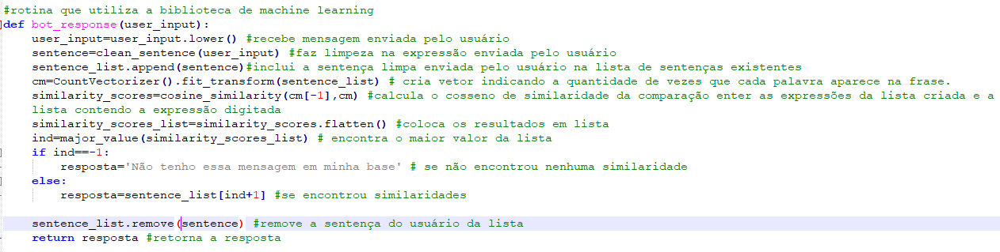 #rotina que utiliza a biblioteca de machine learning
def bot_response(user_input):
    user_input=user_input.lower() #recebe mensagem enviada pelo usuário
    sentence=clean_sentence(user_input) #faz limpeza na expressão enviada pelo usuário
    sentence_list.append(sentence)#inclui a sentença limpa enviada pelo usuário na lista de sentenças existentes
    cm=CountVectorizer().fit_transform(sentence_list) # cria vetor indicando a quantidade de vezes que cada palavra aparece na frase.
    similarity_scores=cosine_similarity(cm[-1],cm) #calcula o cosseno de similaridade da comparação enter as expressões da lista criada e a
    lista contendo a expressão digitada
    similarity_scores_list=similarity_scores.flatten() #coloca os resultados em lista
    ind=major_value(similarity_scores_list) # encontra o maior valor da lista
    if ind==-1:
        resposta='Não tenho essa mensagem em minha base' # se não encontrou nenhuma similaridade
    else:
        resposta=sentence_list[ind+1] #se encontrou similaridades
    sentence_list.remove(sentence) #remove a sentença do usuário da lista
    return resposta #retorna a resposta